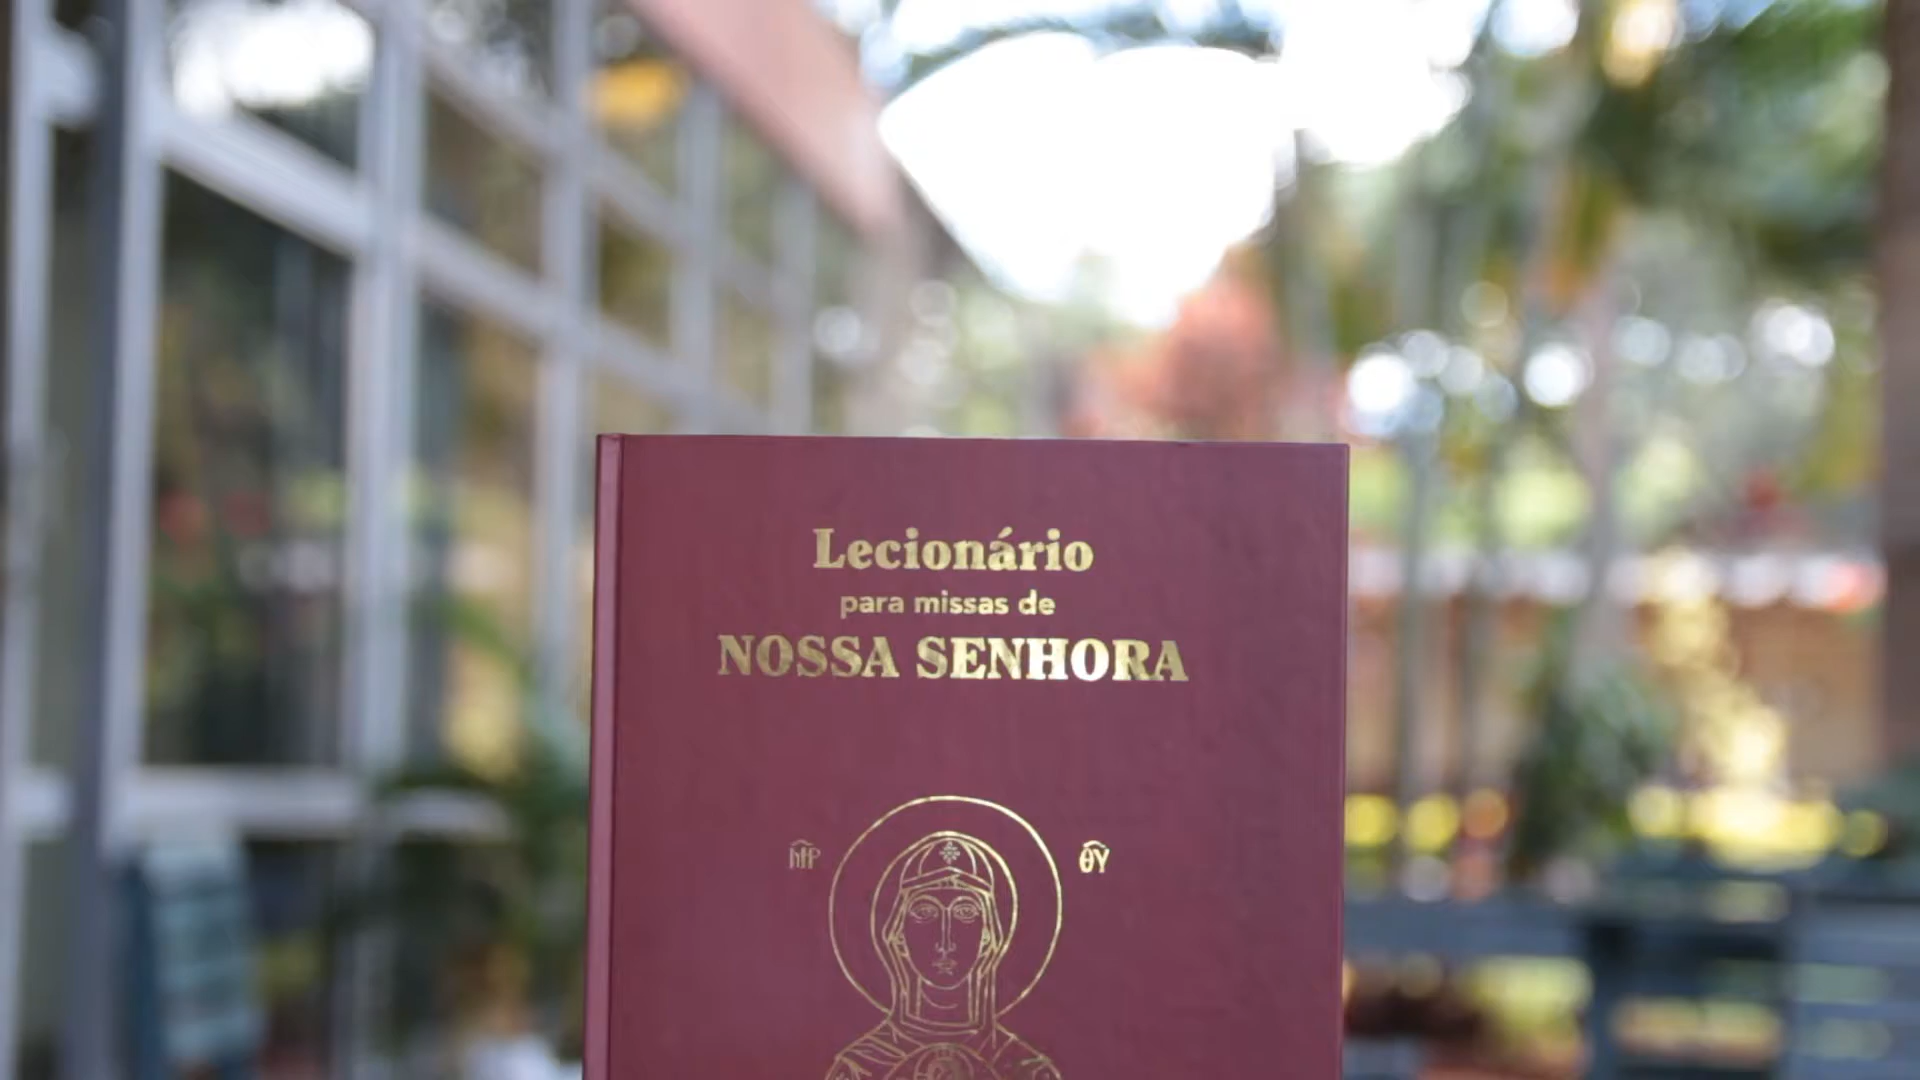 Lecionário
para missas de
NOSSA SENHORA
ΜΡ ΘΥ